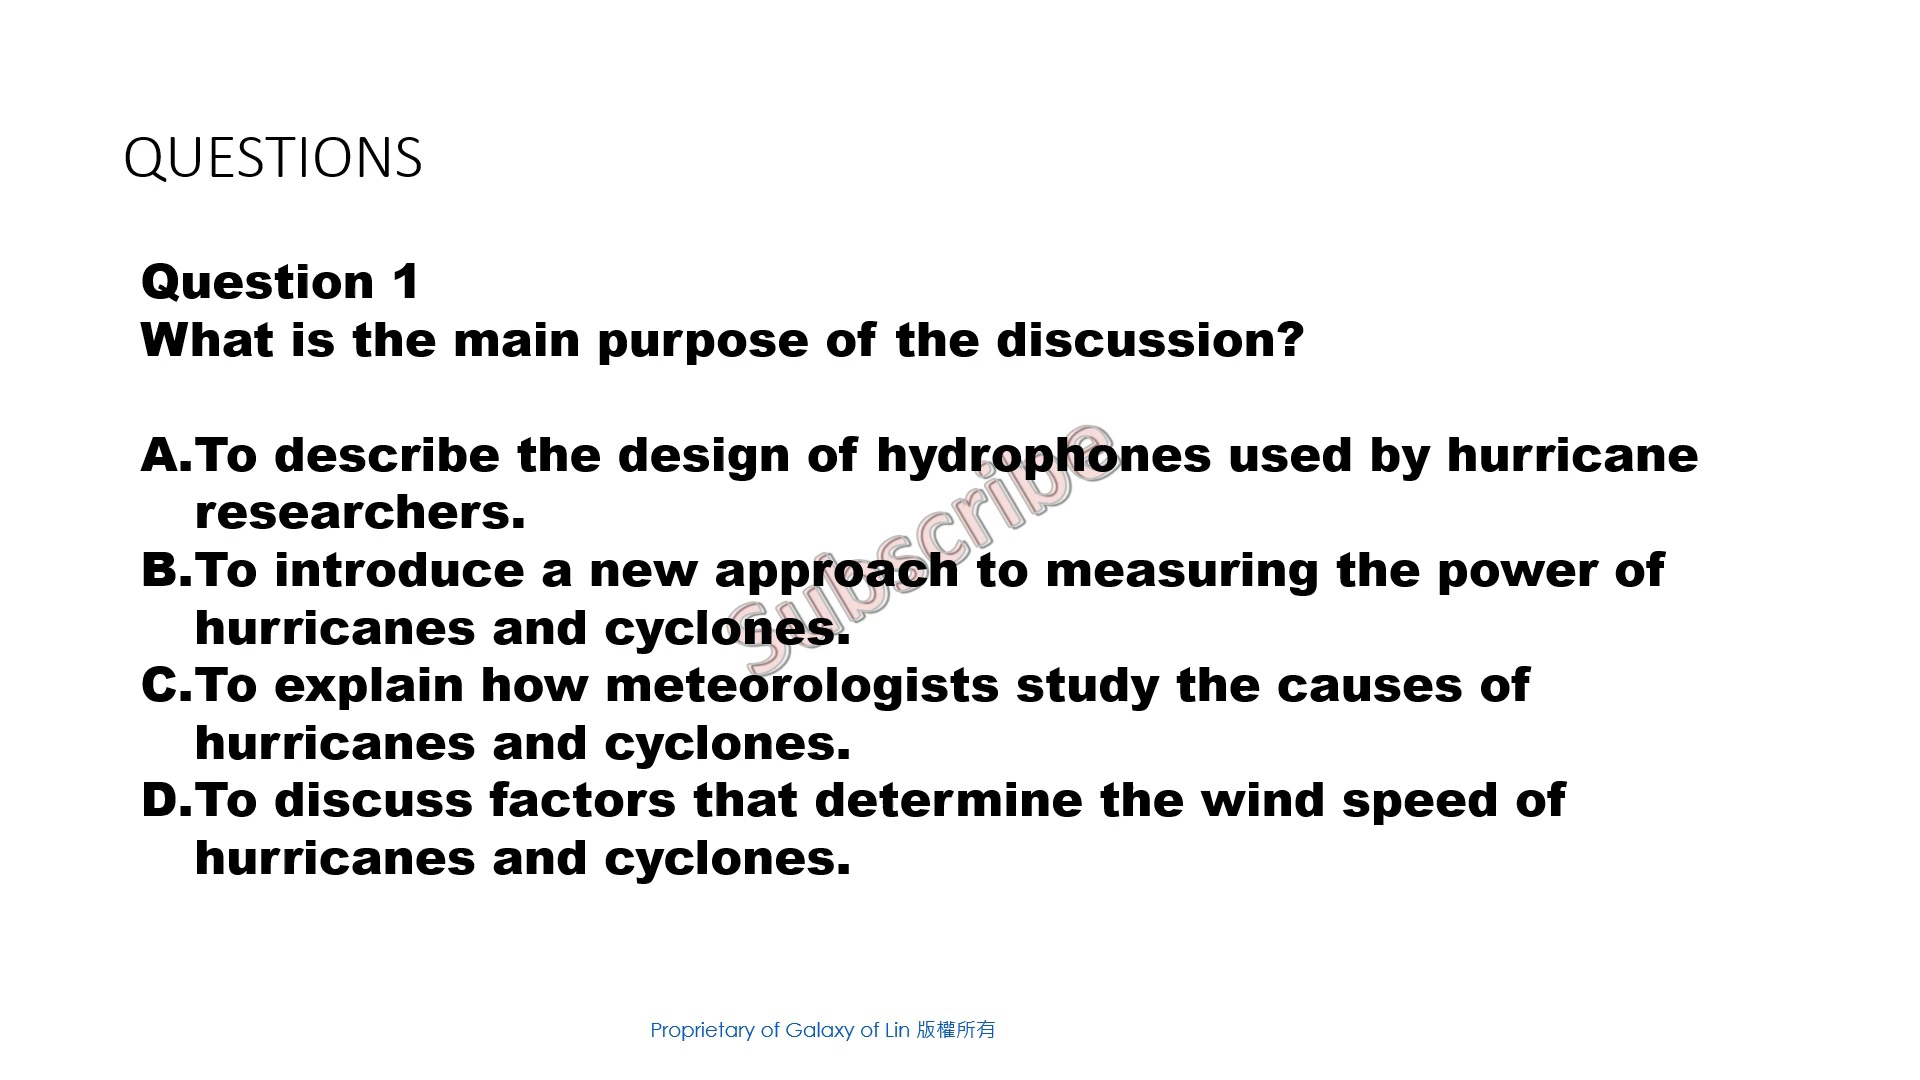 QUESTIONS
Question 1
What is the main purpose of the discussion?
A.To describe the design of hydrophones used by hurricane
researchers.
B.To introduce a new approach to measuring the power of
hurricanes and cyclones.
C.To explain how meteorologists study the causes of
hurricanes and cyclones.
D.To discuss factors that determine the wind speed of
hurricanes and cyclones.
Subscribe
Proprietary of Galaxy of Lin 版權所有